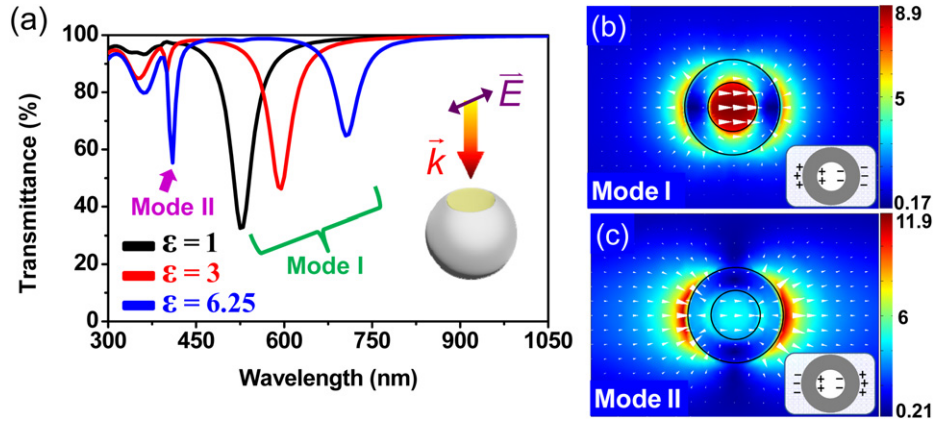 (a)
Transmittance (%)
100
80
60
40
20
0
300
450
600
750
900
1050
Wavelength (nm)
Mode II
Mode I
ε = 1
ε = 3
ε = 6.25
E
k
(b)
Mode I
8.9
5
0.17
+ + + + + − − − − −
(c)
Mode II
11.9
6
0.21
− − − + + − − + + +